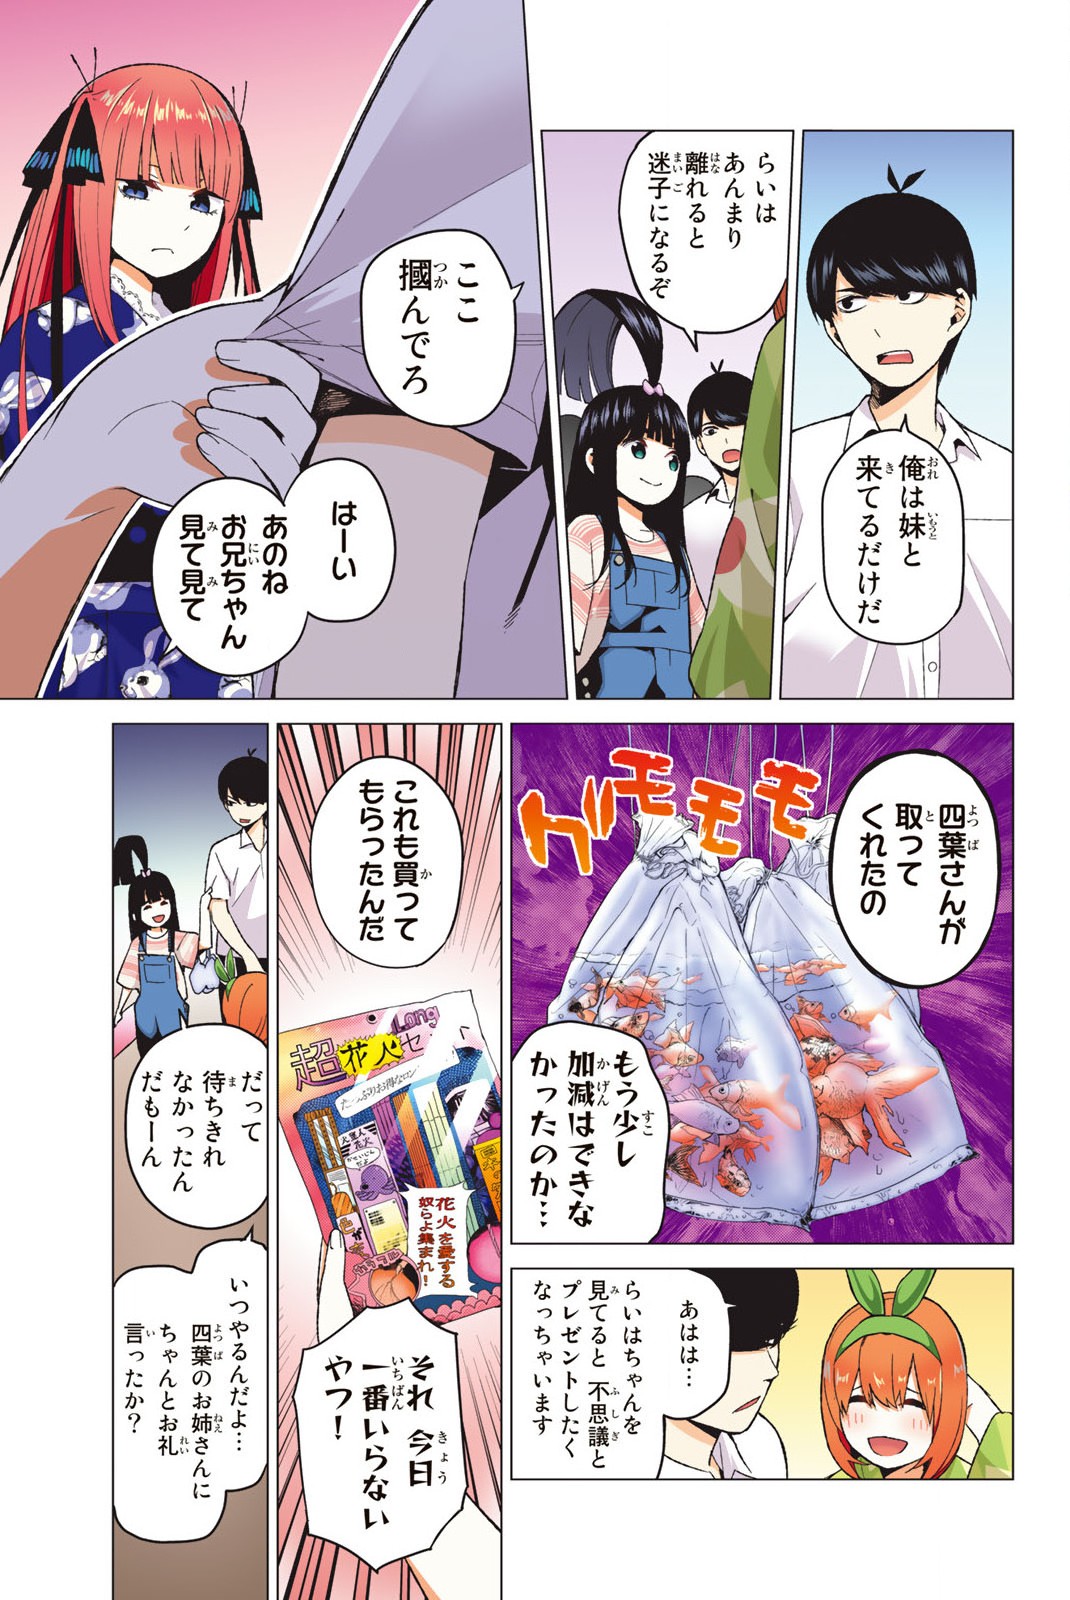 俺は妹と
来てるだけだ
らいは
あんまり
離れると
迷子になるぞ
ここ
摑んでろ
はーい
あのね
お兄ちゃん
見て見て
四葉さんが
取って
くれたの
モモモモ
もう少し
加減はできな
かったのか…
あはは…
らいはちゃんを
見てると不思議と
プレゼントしたく
なっちゃいます
これも買って
もらったんだ
Long
超花火セ
花火を愛する
奴らよ集まれ!
それ 今日
一番いらない
やつ!
だって
待ちきれ
なかったん
だもーん
いつやるんだよ…
四葉のお姉さんに
ちゃんとお礼
言ったか?